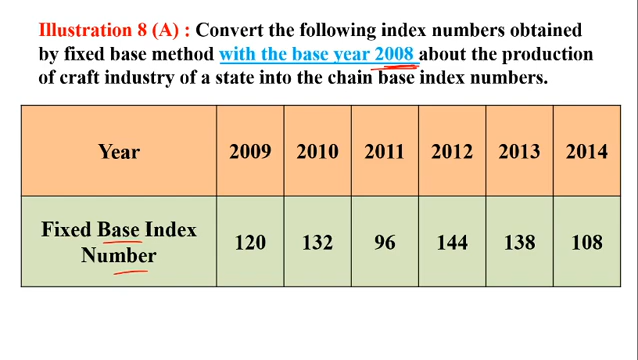 Illustration 8 (A) : Convert the following index numbers obtained
by fixed base method with the base year 2008 about the production
of craft industry of a state into the chain base index numbers.
Year 2009 2010 2011 2012 2013 2014
Fixed Base Index
Number 120 132 96 144 138 108